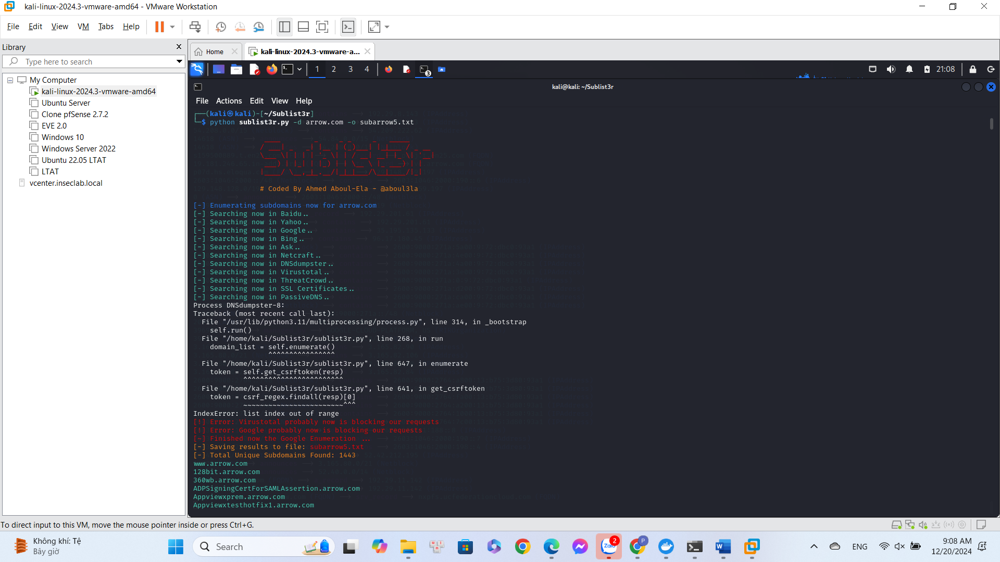 kali-linux-2024.3-vmware-amd64 - VMware Workstation
File Edit View VM Tabs Help
Library
Type here to search
My Computer
kali-linux-2024.3-vmware-amd64
Ubuntu Server
Clone pfSense 2.7.2
EVE 2.0
Windows 10
Windows Server 2022
Ubuntu 22.05 LTAT
LTAT
vcenter.inseclab.local
Home
kali-linux-2024.3-vmware-a...
1 2 3 4
3
21:08
kali@kali: ~/Sublist3r
File Actions Edit View Help
┌──(kali㉿kali)-[~/Sublist3r]
└─$ python sublist3r.py -d arrow.com -o subarrow5.txt
Sublist3r
# Coded By Ahmed Aboul-Ela - @aboul3la
[-] Enumerating subdomains now for arrow.com
[-] Searching now in Baidu..
[-] Searching now in Yahoo..
[-] Searching now in Google..
[-] Searching now in Bing..
[-] Searching now in Ask..
[-] Searching now in Netcraft..
[-] Searching now in DNSdumpster..
[-] Searching now in Virustotal..
[-] Searching now in ThreatCrowd..
[-] Searching now in SSL Certificates..
[-] Searching now in PassiveDNS..
Process DNSdumpster-8:
Traceback (most recent call last):
File "/usr/lib/python3.11/multiprocessing/process.py", line 314, in _bootstrap
self.run()
File "/home/kali/Sublist3r/sublist3r.py", line 268, in run
domain_list = self.enumerate()
^^^^^^^^^^^^^^^^
File "/home/kali/Sublist3r/sublist3r.py", line 647, in enumerate
token = self.get_csrftoken(resp)
^^^^^^^^^^^^^^^^^^^^^^^^
File "/home/kali/Sublist3r/sublist3r.py", line 641, in get_csrftoken
token = csrf_regex.findall(resp)[0]
~~~~~~~~~~~~~~~~~~~~~~~~^^^
IndexError: list index out of range
[!] Error: Virustotal probably now is blocking our requests
[!] Error: Google probably now is blocking our requests
[-] Finished now the Google Enumeration ...
[-] Saving results to file: subarrow5.txt
[-] Total Unique Subdomains Found: 1443
www.arrow.com
128bit.arrow.com
360wb.arrow.com
ADPSigningCertForSAMLAssertion.arrow.com
Appviewxprem.arrow.com
Appviewxtesthotfix1.arrow.com
To direct input to this VM, move the mouse pointer inside or press Ctrl+G.
Không khí: Tệ
Bây giờ
Search
Zalo
2
P
ENG
9:08 AM
12/20/2024